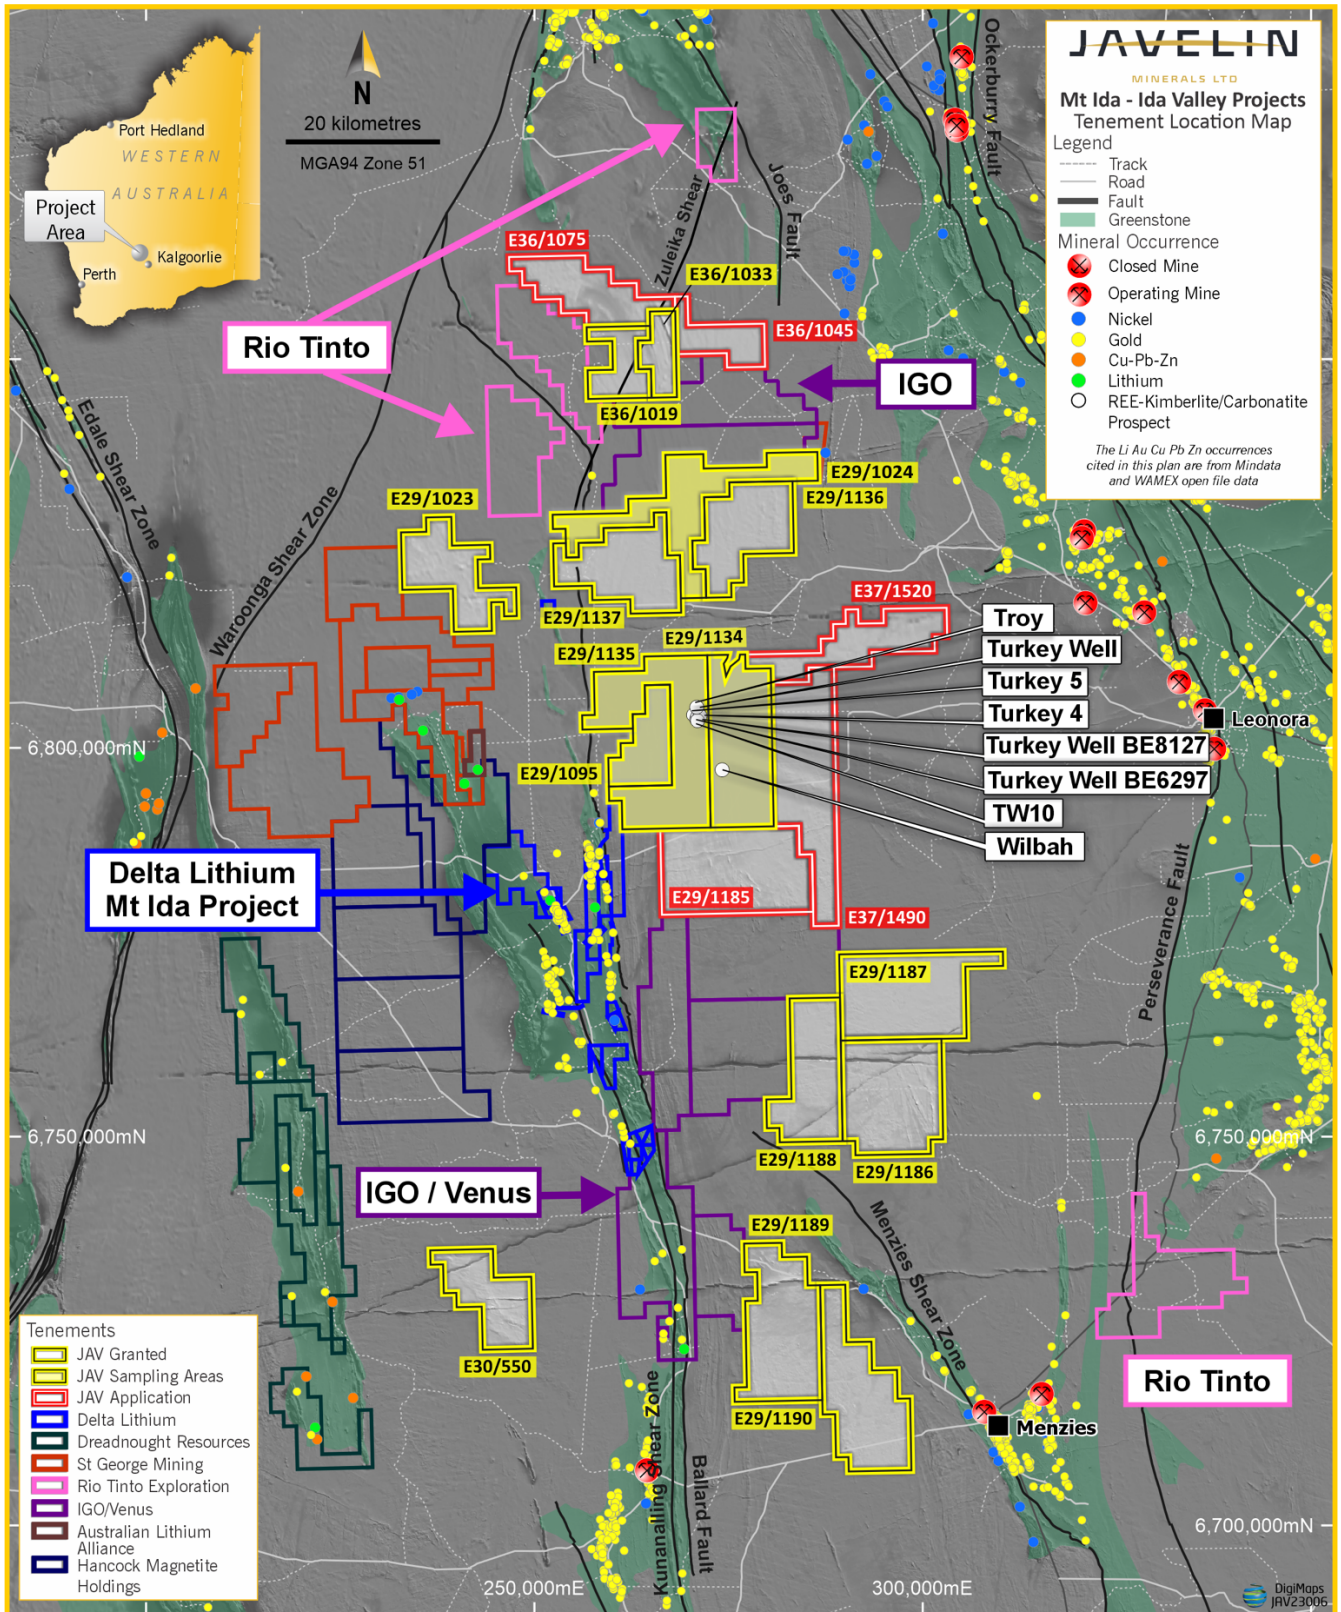 JAVELIN
MINERALS LTD
Mt Ida - Ida Valley Projects
Tenement Location Map
Legend
Track
Road
Fault
Greenstone
Mineral Occurrence
Closed Mine
Operating Mine
Nickel
Gold
Cu-Pb-Zn
Lithium
REE-Kimberlite/Carbonatite
Prospect
The Li Au Cu Pb Zn occurrences
cited in this plan are from Mindata
and WAMEX open file data
Port Hedland
WESTERN
AUSTRALIA
Project
Area
Kalgoorlie
Perth
N
20 kilometres
MGA94 Zone 51
Ockerburry Fault
Joes Fault
Zuleika Shear
E36/1075
E36/1033
E36/1045
Rio Tinto
IGO
E36/1019
Edale Shear Zone
Waroonga Shear Zone
E29/1023
E29/1024
E29/1136
E29/1137
E37/1520
E29/1134
E29/1135
Troy
Turkey Well
Turkey 5
Turkey 4
Turkey Well BE8127
Turkey Well BE6297
TW10
Wilbah
Leonora
6,800,000mN
E29/1095
Delta Lithium
Mt Ida Project
E29/1185
E37/1490
Perseverance Fault
E29/1187
6,750,000mN
6,750,000mN
E29/1188
E29/1186
IGO / Venus
E29/1189
Menzies Shear Zone
E30/550
E29/1190
Rio Tinto
Menzies
Kunanalling Shear Zone
Ballard Fault
6,700,000mN
250,000mE
300,000mE
Tenements
JAV Granted
JAV Sampling Areas
JAV Application
Delta Lithium
Dreadnought Resources
St George Mining
Rio Tinto Exploration
IGO/Venus
Australian Lithium
Alliance
Hancock Magnetite
Holdings
DigiMaps
JAV23006